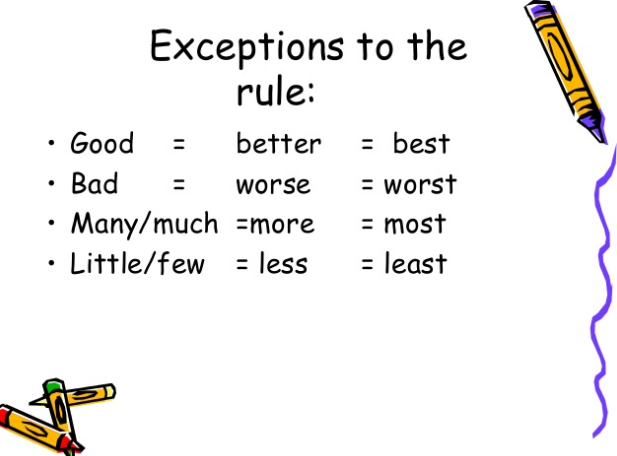 Exceptions to the
rule:
• Good = better = best
• Bad = worse = worst
• Many/much =more = most
• Little/few = less = least